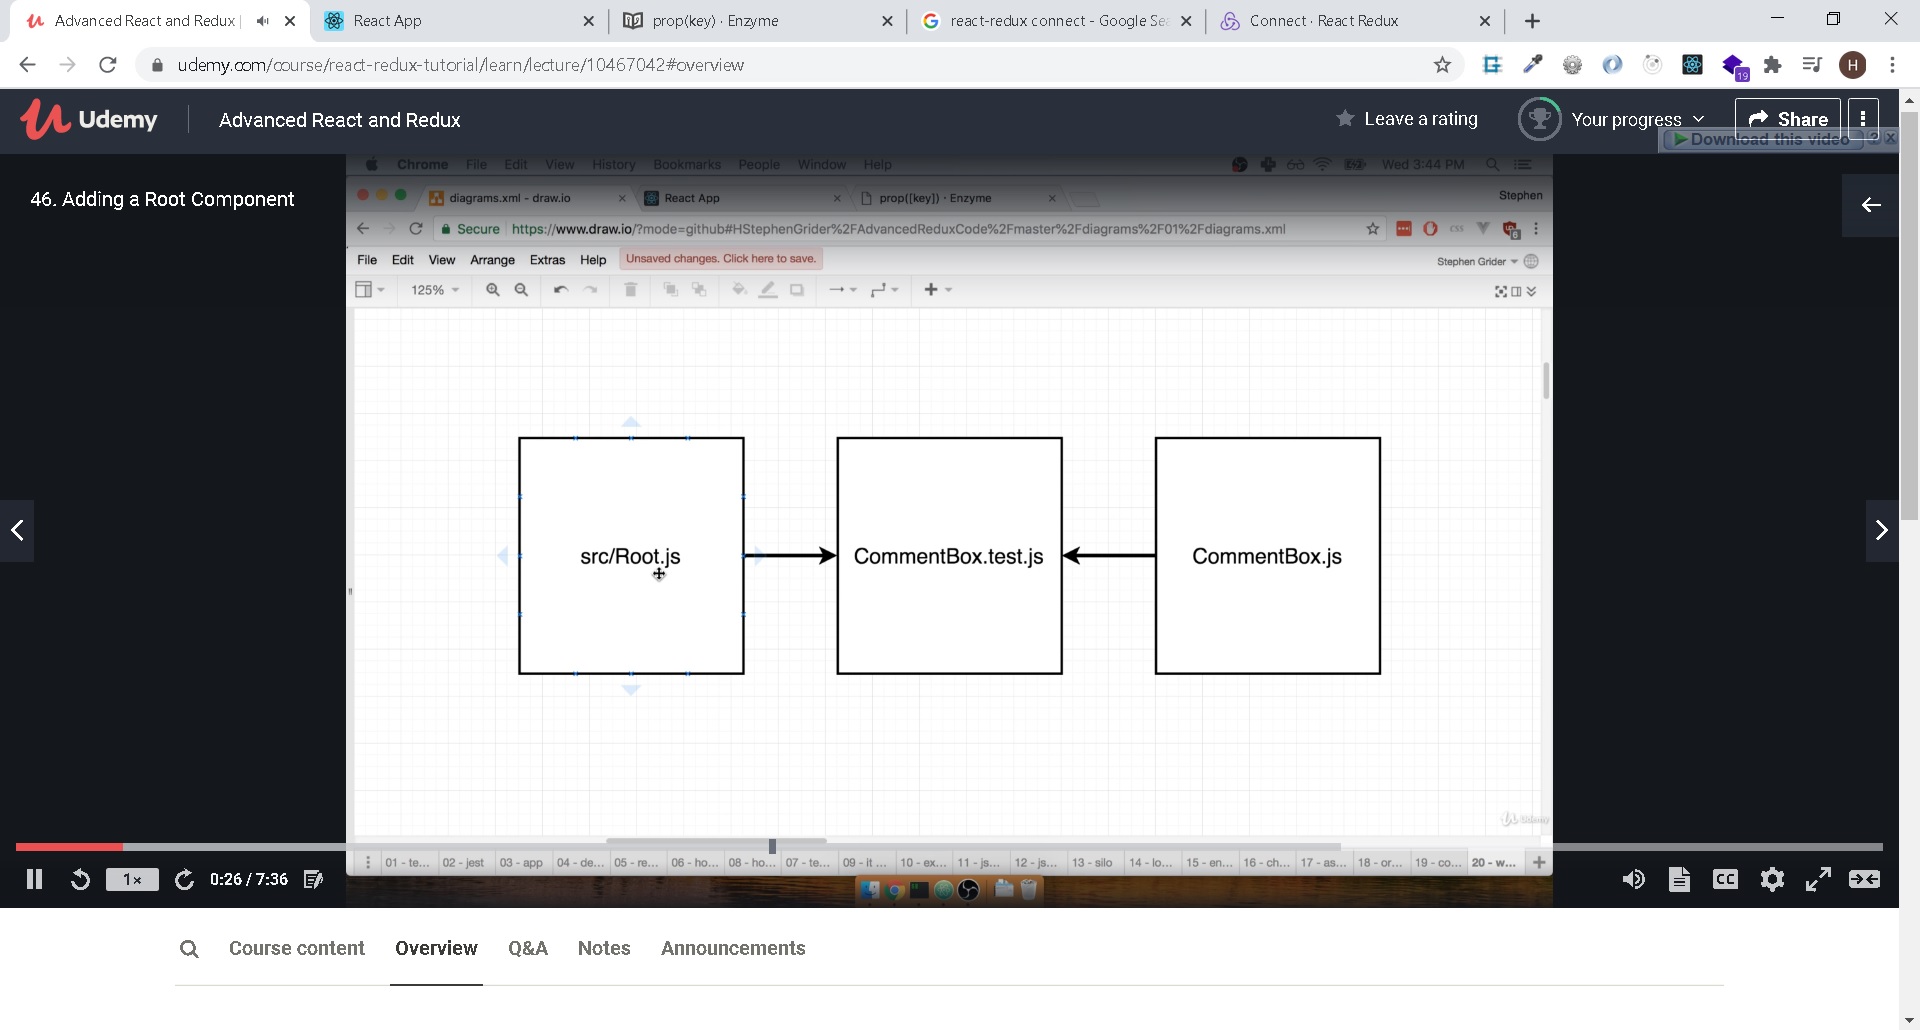 Advanced React and Redux
React App
prop(key) · Enzyme
react-redux connect - Google Se
Connect · React Redux
udemy.com/course/react-redux-tutorial/learn/lecture/10467042#overview
19
H
Udemy
Advanced React and Redux
Leave a rating
Your progress
Share
Download this video
?
46. Adding a Root Component
Chrome File Edit View History Bookmarks People Window Help
Wed 3:44 PM
diagrams.xml - draw.io
React App
prop([key]) · Enzyme
Stephen
Secure
https://www.draw.io/?mode=github#HStephenGrider%2FAdvancedReduxCode%2Fmaster%2Fdiagrams%2F01%2Fdiagrams.xml
css
6
File Edit View Arrange Extras Help
Unsaved changes. Click here to save.
Stephen Grider
125%
src/Root.js
CommentBox.test.js
CommentBox.js
Udemy
01 - te... 02 - jest 03 - app 04 - de... 05 - re... 06 - ho... 08 - ho... 07 - te... 09 - it ... 10 - ex... 11 - js... 12 - js... 13 - silo 14 - lo... 15 - en... 16 - ch... 17 - as... 18 - or... 19 - co... 20 - w...
1×
0:26 / 7:36
CC
Course content
Overview
Q&A
Notes
Announcements